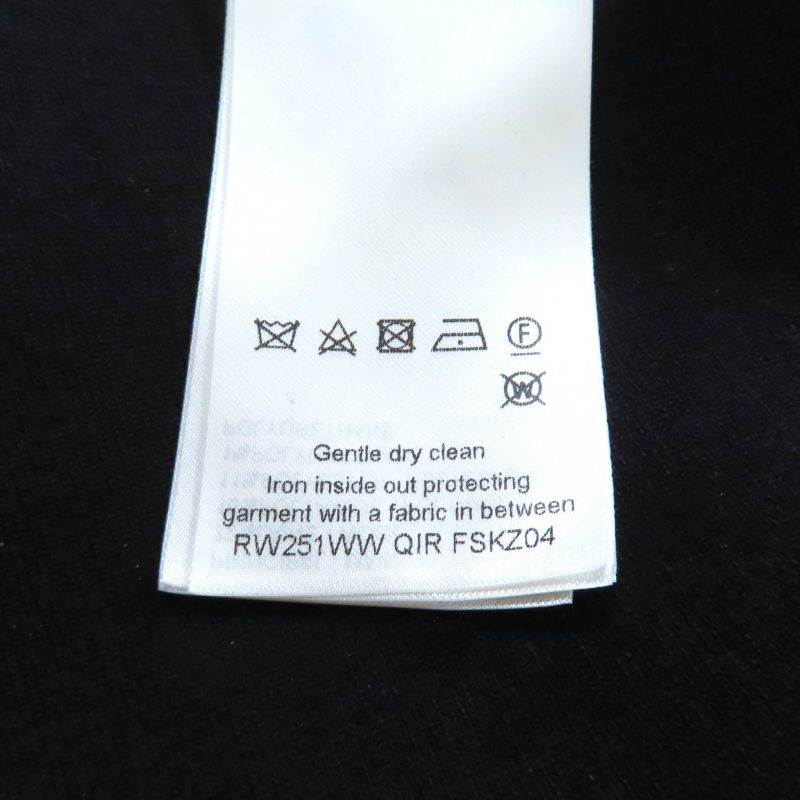 F
W
Gentle dry clean
Iron inside out protecting
garment with a fabric in between
RW251WW QIR FSKZ04